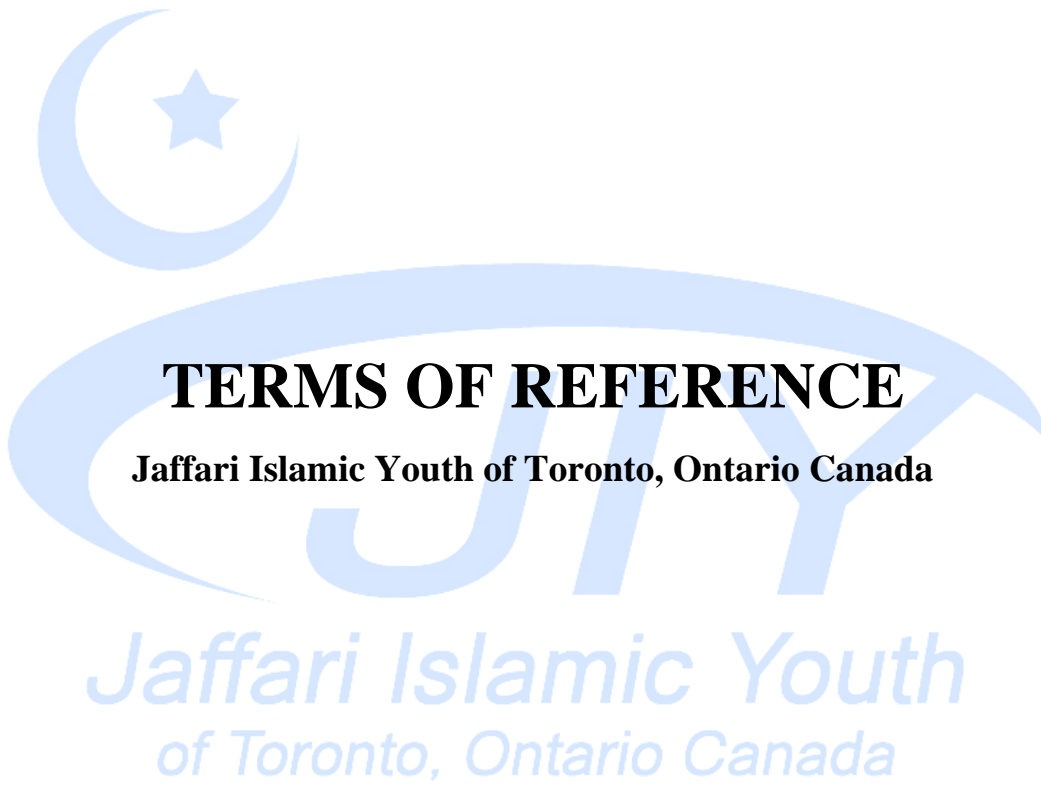 TERMS OF REFERENCE
Jaffari Islamic Youth of Toronto, Ontario Canada
JIY
Jaffari Islamic Youth
of Toronto, Ontario Canada